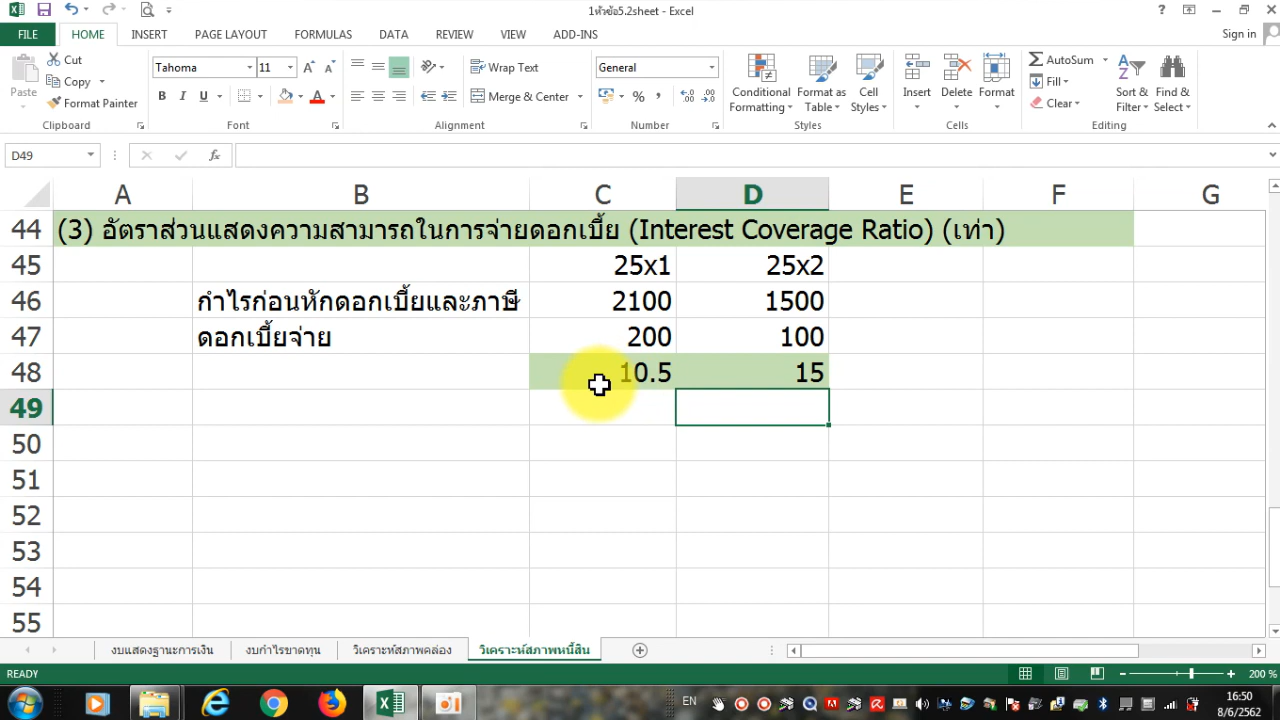 1หัวข้อ5.2sheet - Excel
Sign in
FILE HOME INSERT PAGE LAYOUT FORMULAS DATA REVIEW VIEW ADD-INS
Paste
Cut
Copy
Format Painter
Clipboard
Tahoma 11
B I U
Font
Wrap Text
Merge & Center
Alignment
General
Number
Conditional Formatting
Format as Table
Cell Styles
Styles
Insert Delete Format
Cells
AutoSum
Fill
Clear
Sort & Filter
Find & Select
Editing
D49
A B C D E F G
44 (3) อัตราส่วนแสดงความสามารถในการจ่ายดอกเบี้ย (Interest Coverage Ratio) (เท่า)
45 25x1 25x2
46 กำไรก่อนหักดอกเบี้ยและภาษี 2100 1500
47 ดอกเบี้ยจ่าย 200 100
48 10.5 15
49
50
51
52
53
54
55
งบแสดงฐานะการเงิน งบกำไรขาดทุน วิเคราะห์สภาพคล่อง วิเคราะห์สภาพหนี้สิน
READY 200 %
EN
16:50
8/6/2562